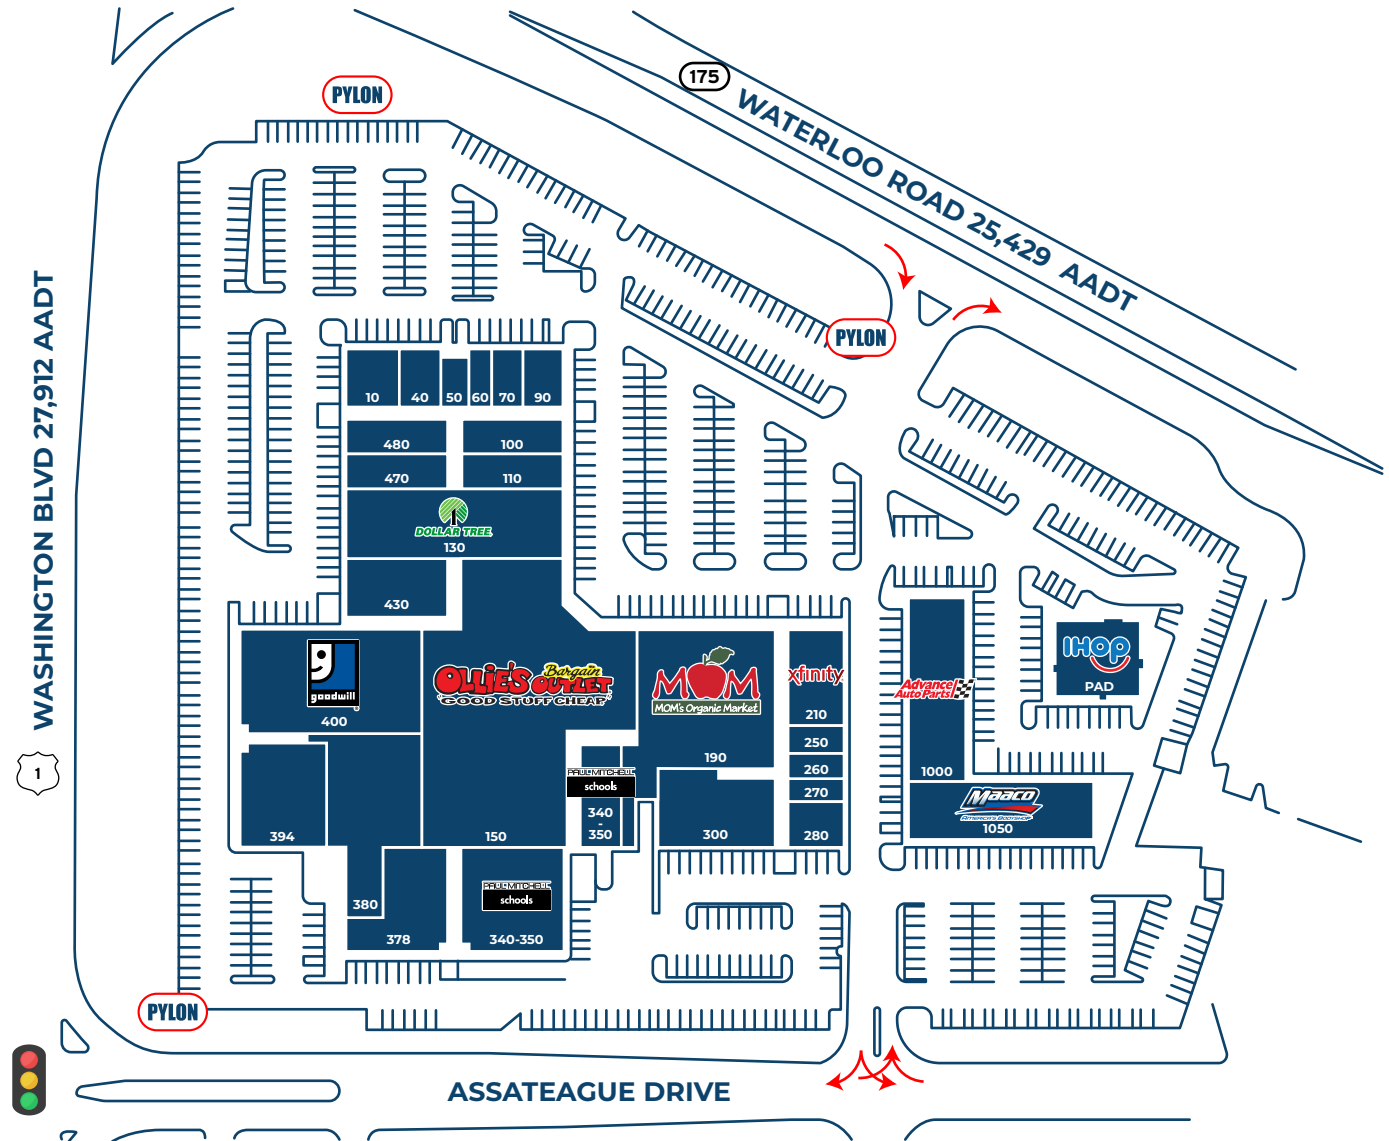 175
WATERLOO ROAD 25,429 AADT
PYLON
PYLON
WASHINGTON BLVD 27,912 AADT
1
10
40
50
60
70
90
480
100
470
110
DOLLAR TREE
130
430
goodwill
400
OLLIE'S Bargain OUTLET
"GOOD STUFF CHEAP"
MOM
MOM's Organic Market
190
xfinity
210
250
260
270
280
Advance
Auto Parts
1000
IHOP
PAD
Maaco
AMERICA'S BODYSHOP
1050
394
150
PAUL MITCHELL
schools
340
-
350
300
380
378
PAUL MITCHELL
schools
340-350
PYLON
ASSATEAGUE DRIVE